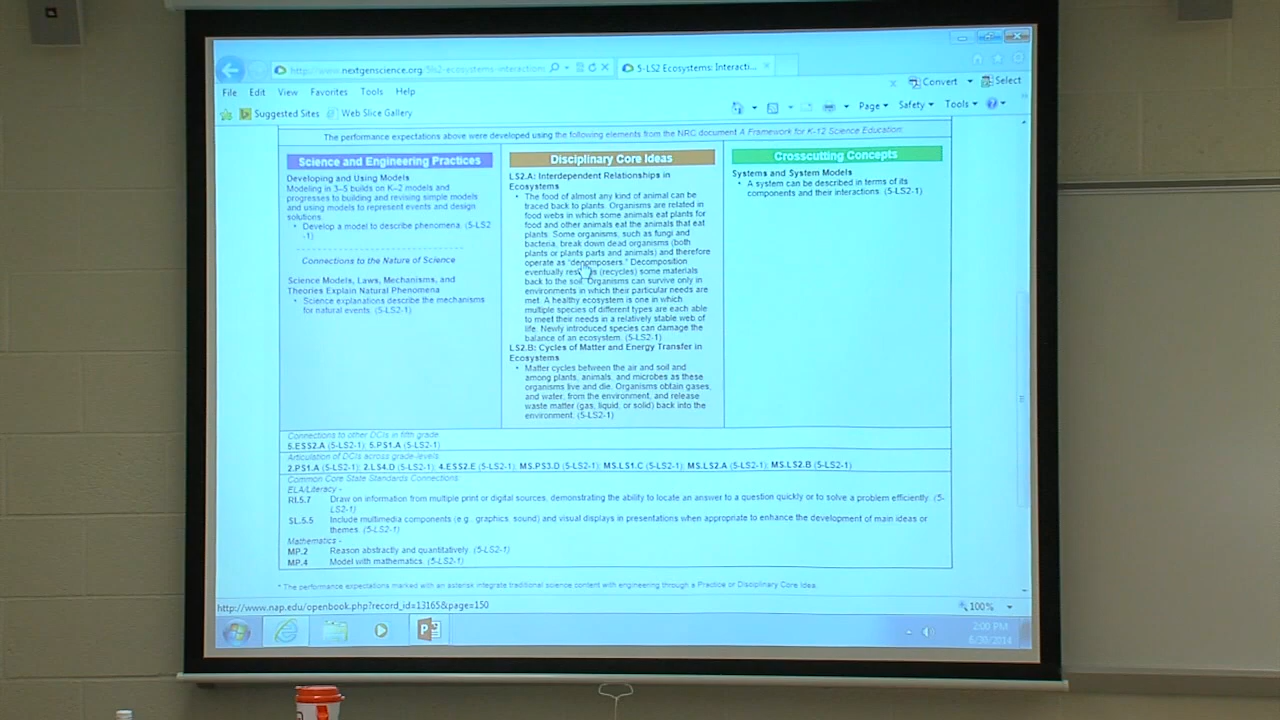 http://www.nextgenscience.org/5ls2-ecosystems-interactions
5-LS2 Ecosystems: Interacti...
File Edit View Favorites Tools Help
Convert Select
Suggested Sites Web Slice Gallery
Page Safety Tools
The performance expectations above were developed using the following elements from the NRC document A Framework for K-12 Science Education:
Science and Engineering Practices
Developing and Using Models
Modeling in 3–5 builds on K–2 models and
progresses to building and revising simple models
and using models to represent events and design
solutions.
• Develop a model to describe phenomena. (5-LS2
-1)
Connections to the Nature of Science
Science Models, Laws, Mechanisms, and
Theories Explain Natural Phenomena
• Science explanations describe the mechanisms
for natural events. (5-LS2-1)
Disciplinary Core Ideas
LS2.A: Interdependent Relationships in
Ecosystems
• The food of almost any kind of animal can be
traced back to plants. Organisms are related in
food webs in which some animals eat plants for
food and other animals eat the animals that eat
plants. Some organisms, such as fungi and
bacteria, break down dead organisms (both
plants or plants parts and animals) and therefore
operate as "decomposers." Decomposition
eventually (recycles) some materials
back to the soil. Organisms can survive only in
environments in which their particular needs are
met. A healthy ecosystem is one in which
multiple species of different types are each able
to meet their needs in a relatively stable web of
life. Newly introduced species can damage the
balance of an ecosystem. (5-LS2-1)
LS2.B: Cycles of Matter and Energy Transfer in
Ecosystems
• Matter cycles between the air and soil and
among plants, animals, and microbes as these
organisms live and die. Organisms obtain gases,
and water, from the environment, and release
waste matter (gas, liquid, or solid) back into the
environment. (5-LS2-1)
Crosscutting Concepts
Systems and System Models
• A system can be described in terms of its
components and their interactions. (5-LS2-1)
Connections to other DCIs in fifth grade:
5.ESS2.A (5-LS2-1); 5.PS1.A (5-LS2-1)
Articulation of DCIs across grade-levels:
2.PS1.A (5-LS2-1); 2.LS4.D (5-LS2-1); 4.ESS2.E (5-LS2-1); MS.PS3.D (5-LS2-1); MS.LS1.C (5-LS2-1); MS.LS2.A (5-LS2-1); MS.LS2.B (5-LS2-1)
Common Core State Standards Connections:
ELA/Literacy -
RI.5.7 Draw on information from multiple print or digital sources, demonstrating the ability to locate an answer to a question quickly or to solve a problem efficiently. (5-
LS2-1)
SL.5.5 Include multimedia components (e.g., graphics, sound) and visual displays in presentations when appropriate to enhance the development of main ideas or
themes. (5-LS2-1)
Mathematics -
MP.2 Reason abstractly and quantitatively. (5-LS2-1)
MP.4 Model with mathematics. (5-LS2-1)
* The performance expectations marked with an asterisk integrate traditional science content with engineering through a Practice or Disciplinary Core Idea.
http://www.nap.edu/openbook.php?record_id=13165&page=150
100%
2:00 PM
6/30/2014